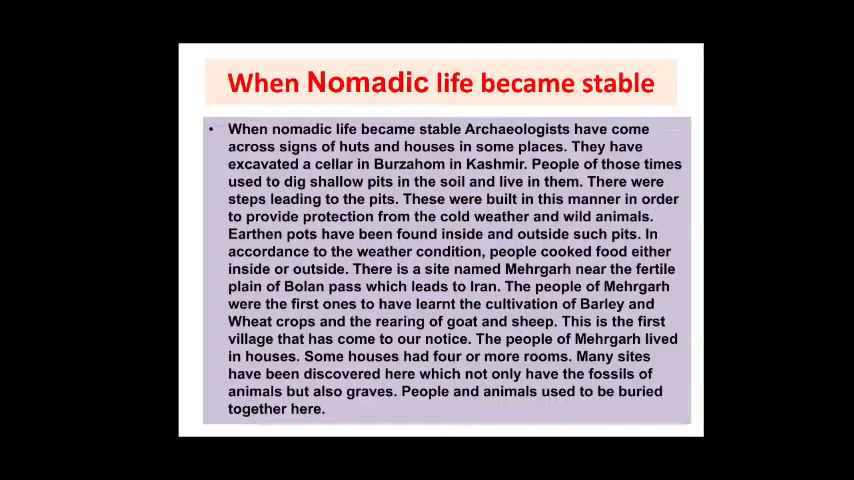 When Nomadic life became stable
• When nomadic life became stable Archaeologists have come
across signs of huts and houses in some places. They have
excavated a cellar in Burzahom in Kashmir. People of those times
used to dig shallow pits in the soil and live in them. There were
steps leading to the pits. These were built in this manner in order
to provide protection from the cold weather and wild animals.
Earthen pots have been found inside and outside such pits. In
accordance to the weather condition, people cooked food either
inside or outside. There is a site named Mehrgarh near the fertile
plain of Bolan pass which leads to Iran. The people of Mehrgarh
were the first ones to have learnt the cultivation of Barley and
Wheat crops and the rearing of goat and sheep. This is the first
village that has come to our notice. The people of Mehrgarh lived
in houses. Some houses had four or more rooms. Many sites
have been discovered here which not only have the fossils of
animals but also graves. People and animals used to be buried
together here.